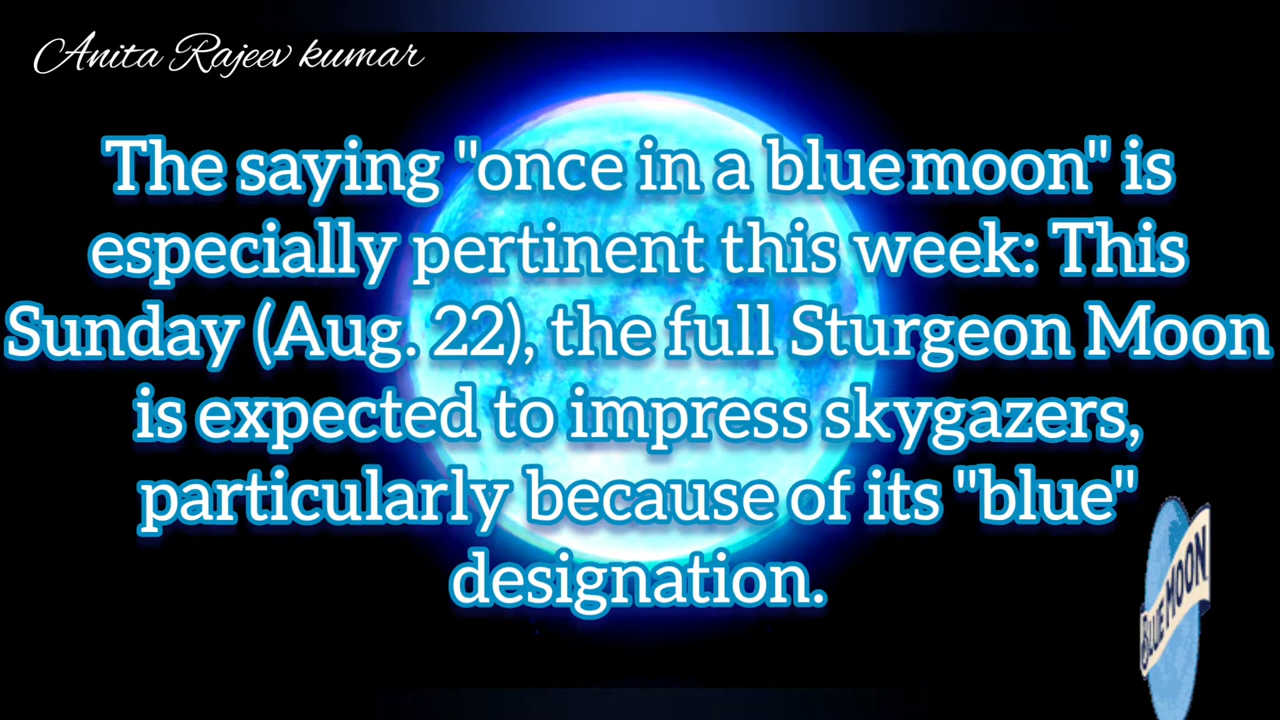 Anita Rajeev kumar
The saying "once in a blue moon" is
especially pertinent this week: This
Sunday (Aug. 22), the full Sturgeon Moon
is expected to impress skygazers,
particularly because of its "blue"
designation.
BLUE MOON